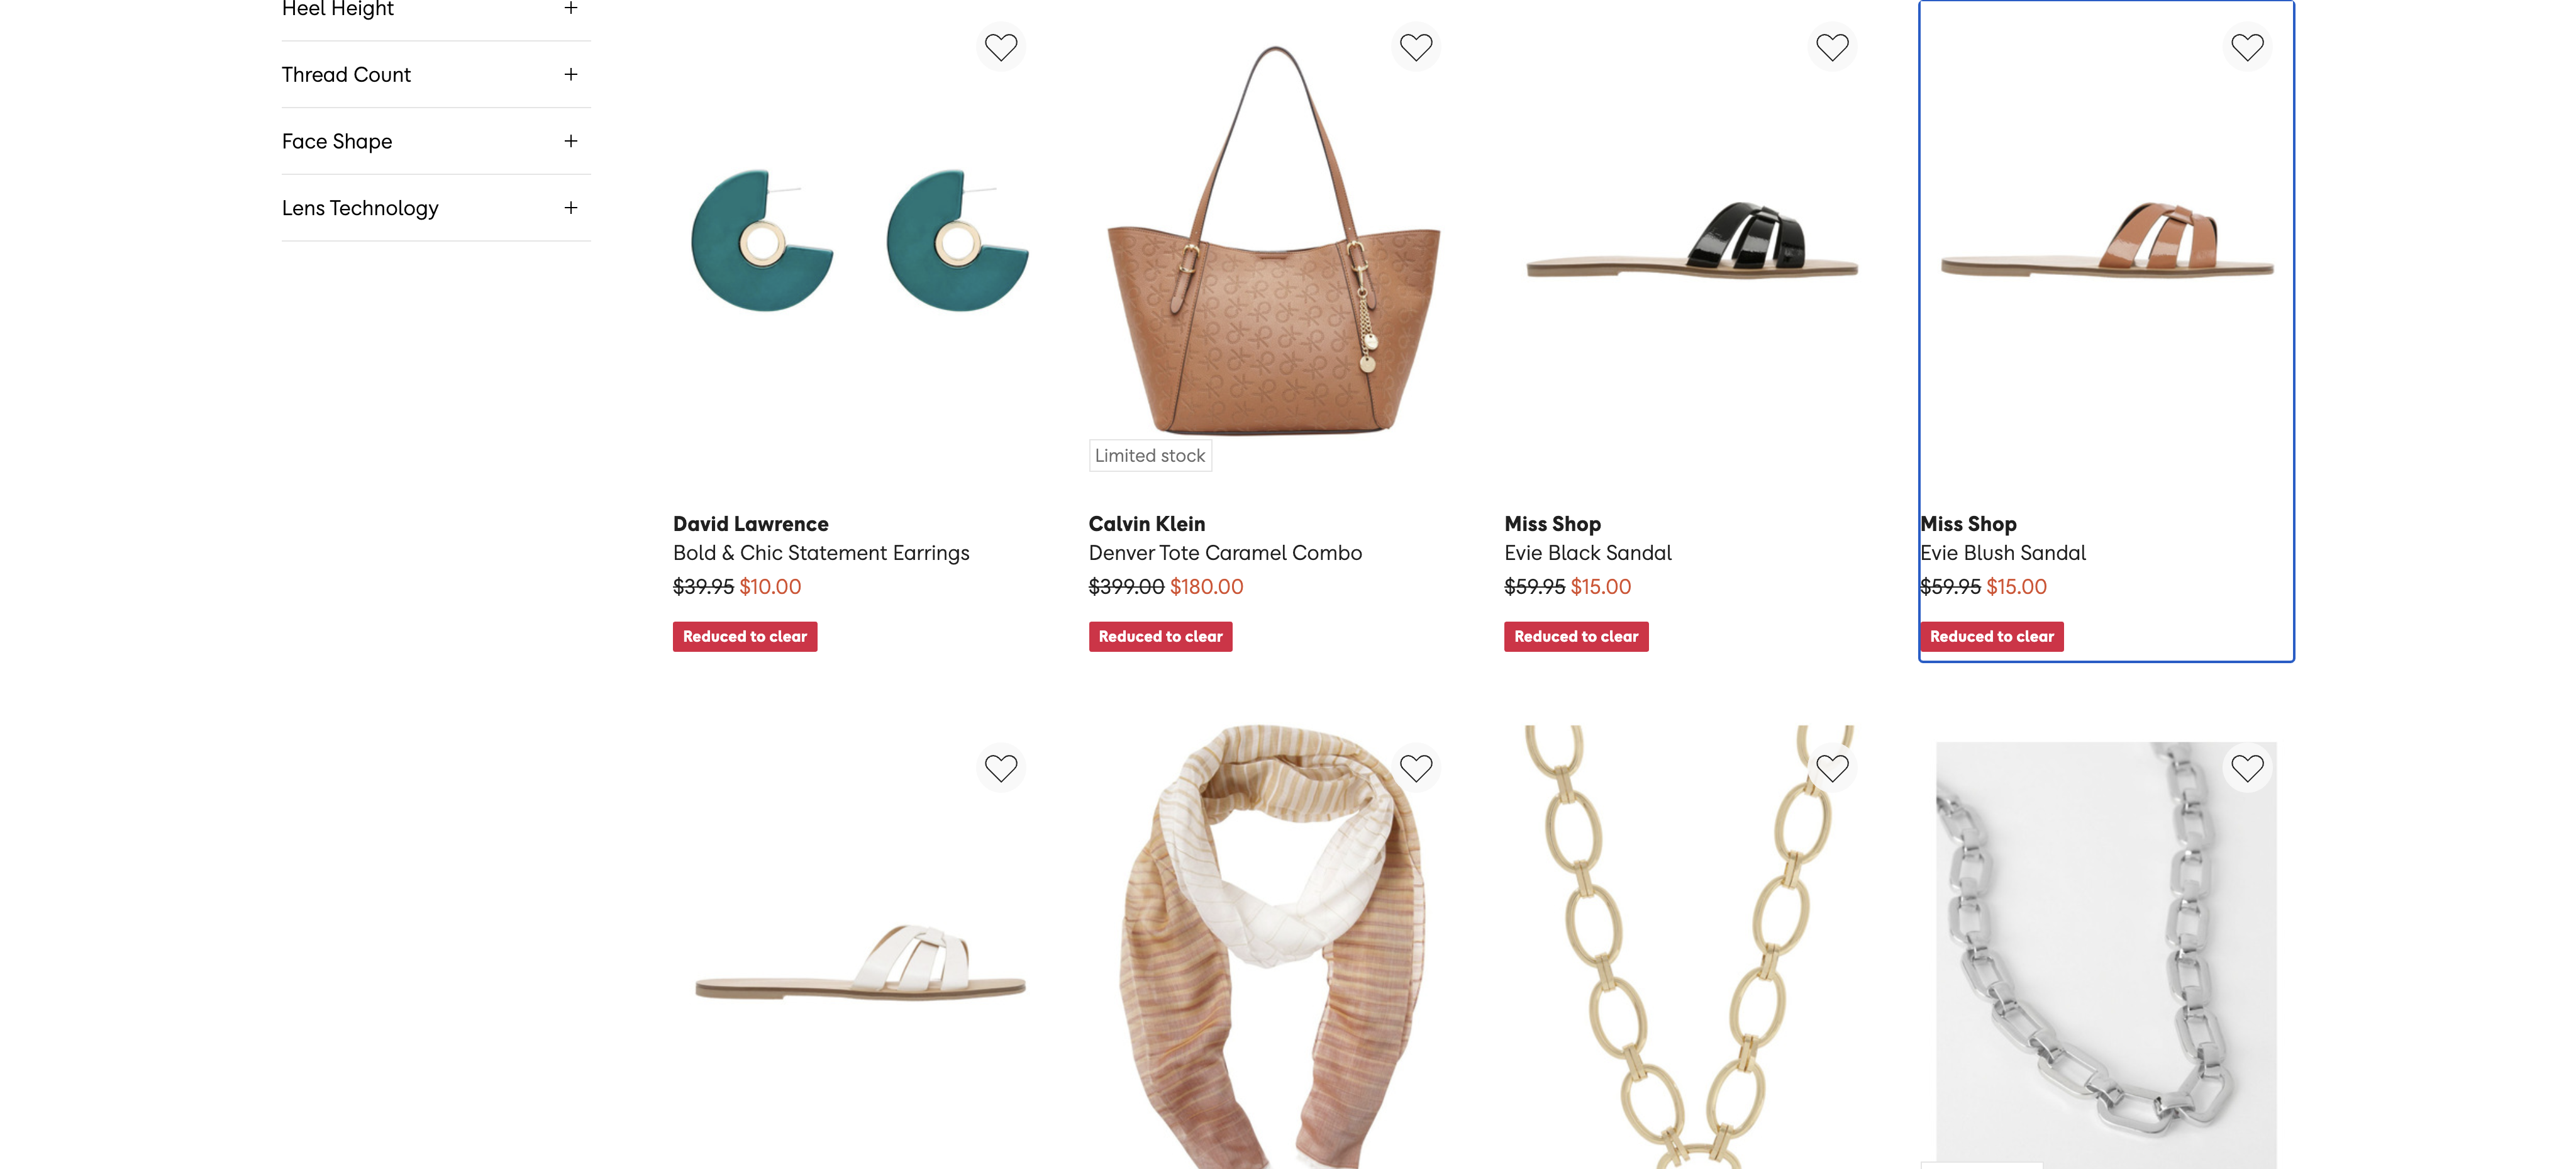 Heel Height
Thread Count
Face Shape
Lens Technology
Limited stock
David Lawrence
Bold & Chic Statement Earrings
$39.95 $10.00
Reduced to clear
Calvin Klein
Denver Tote Caramel Combo
$399.00 $180.00
Reduced to clear
Miss Shop
Evie Black Sandal
$59.95 $15.00
Reduced to clear
Miss Shop
Evie Blush Sandal
$59.95 $15.00
Reduced to clear